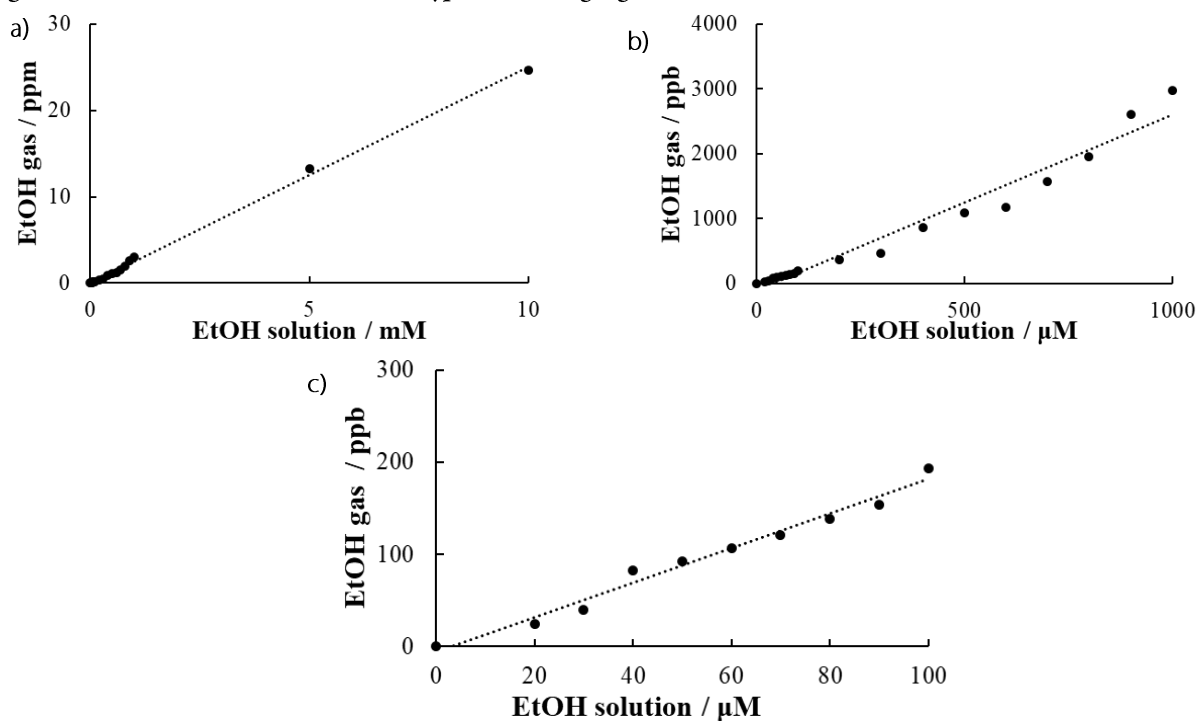 a)
EtOH gas / ppm
30
20
10
0
0 5 10
EtOH solution / mM
b)
EtOH gas / ppb
4000
3000
2000
1000
0
0 500 1000
EtOH solution / μM
c)
EtOH gas / ppb
300
200
100
0
0 20 40 60 80 100
EtOH solution / μM